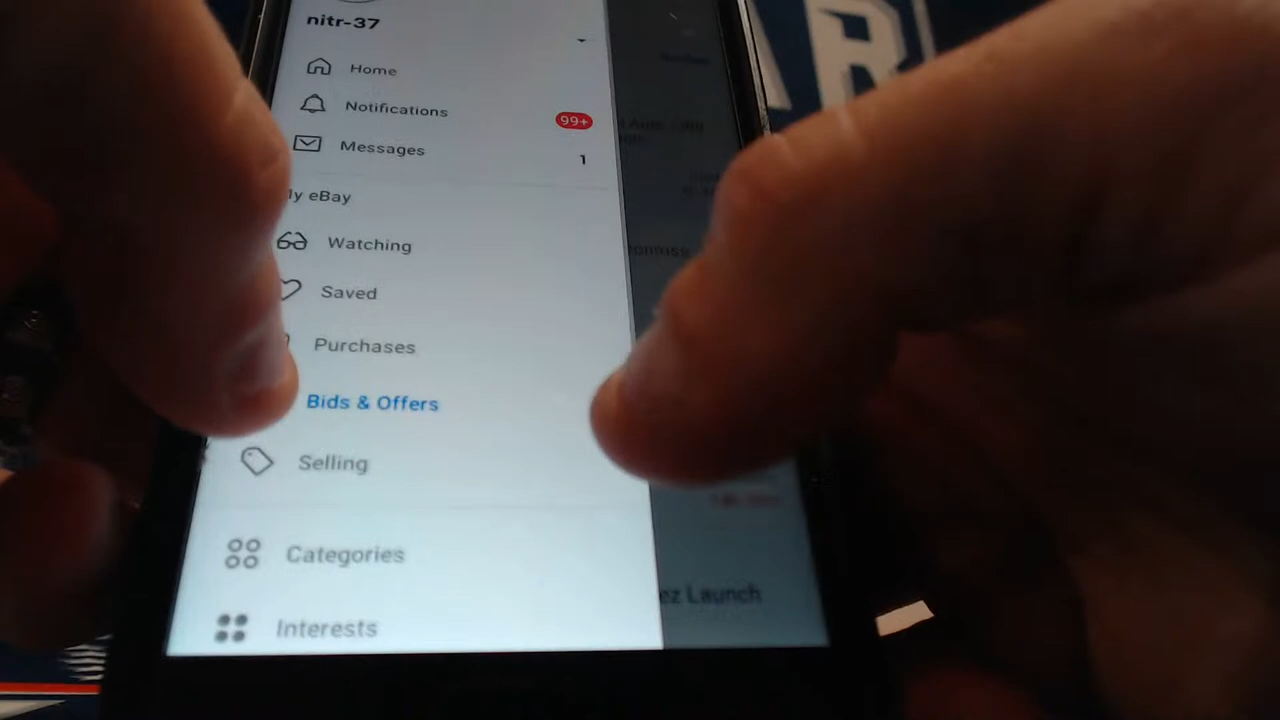 nitr-37
Home
Notifications
99+
Messages
1
ly eBay
Watching
Saved
Purchases
Bids & Offers
Selling
Categories
ez Launch
Interests